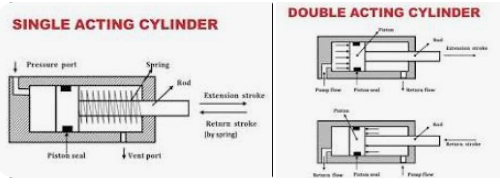 SINGLE ACTING CYLINDER
Pressure port
Spring
Rod
Extension stroke
Return stroke
(by spring)
Piston seal
Vent port
DOUBLE ACTING CYLINDER
Piston
Rod
Extension stroke
Pump flow
Piston seal
Return flow
Piston
Rod
Return stroke
Return flow
Piston seal
Pump flow